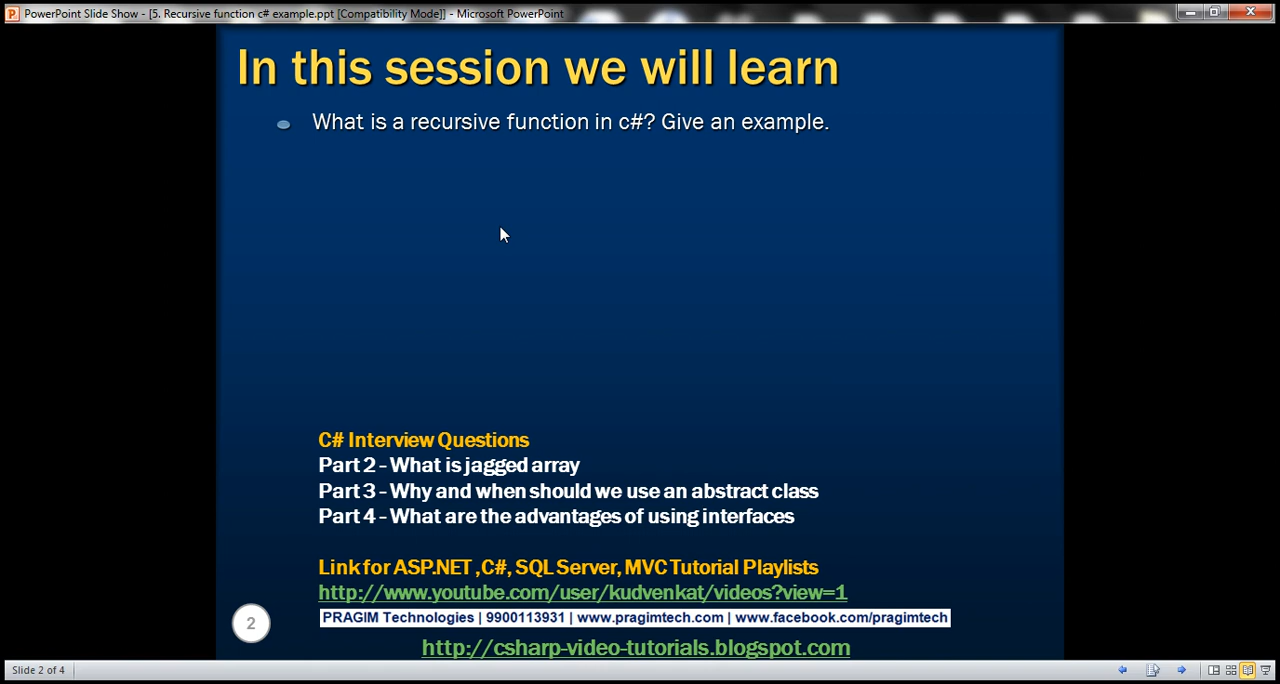 PowerPoint Slide Show - [5. Recursive function c# example.ppt [Compatibility Mode]] - Microsoft PowerPoint
In this session we will learn
What is a recursive function in c#? Give an example.
C# Interview Questions
Part 2 - What is jagged array
Part 3 - Why and when should we use an abstract class
Part 4 - What are the advantages of using interfaces
Link for ASP.NET ,C#, SQL Server, MVC Tutorial Playlists
http://www.youtube.com/user/kudvenkat/videos?view=1
2
PRAGIM Technologies | 9900113931 | www.pragimtech.com | www.facebook.com/pragimtech
http://csharp-video-tutorials.blogspot.com
Slide 2 of 4